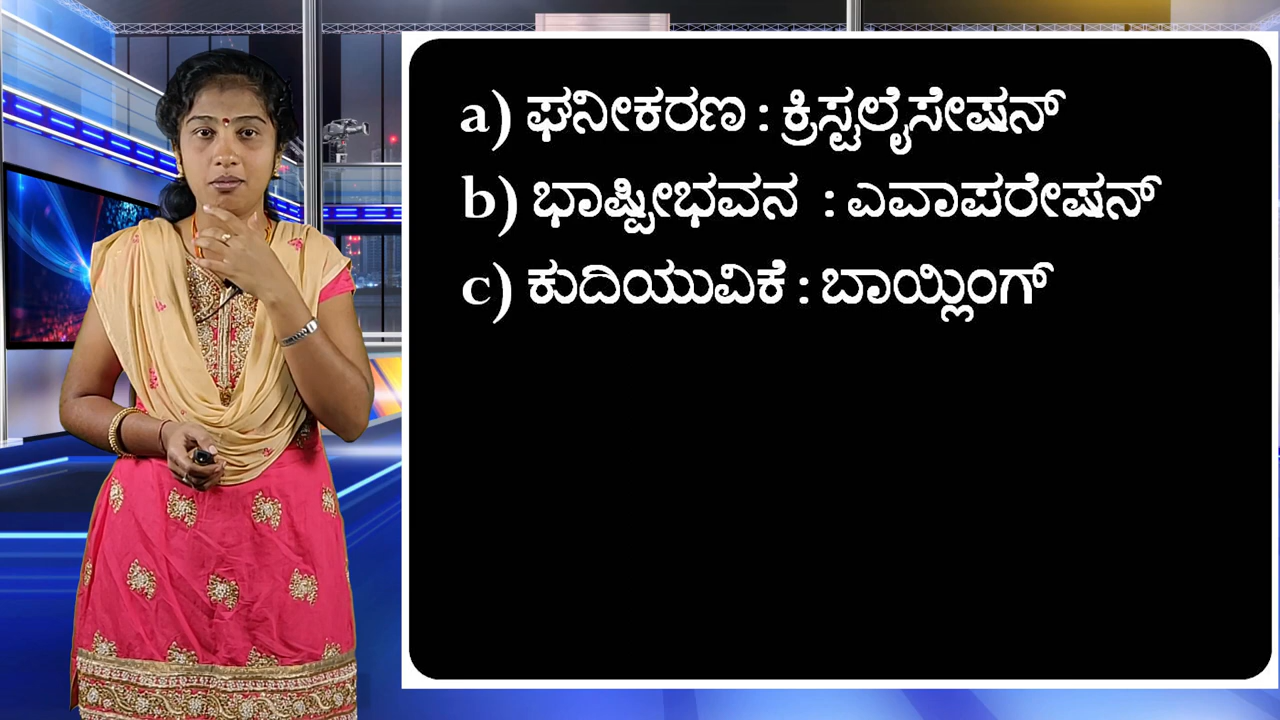 a) ಘನೀಕರಣ : ಕ್ರಿಸ್ಟಲೈಸೇಷನ್
b) ಭಾಷ್ಪೀಭವನ : ಎವಾಪರೇಷನ್
c) ಕುದಿಯುವಿಕೆ : ಬಾಯ್ಲಿಂಗ್